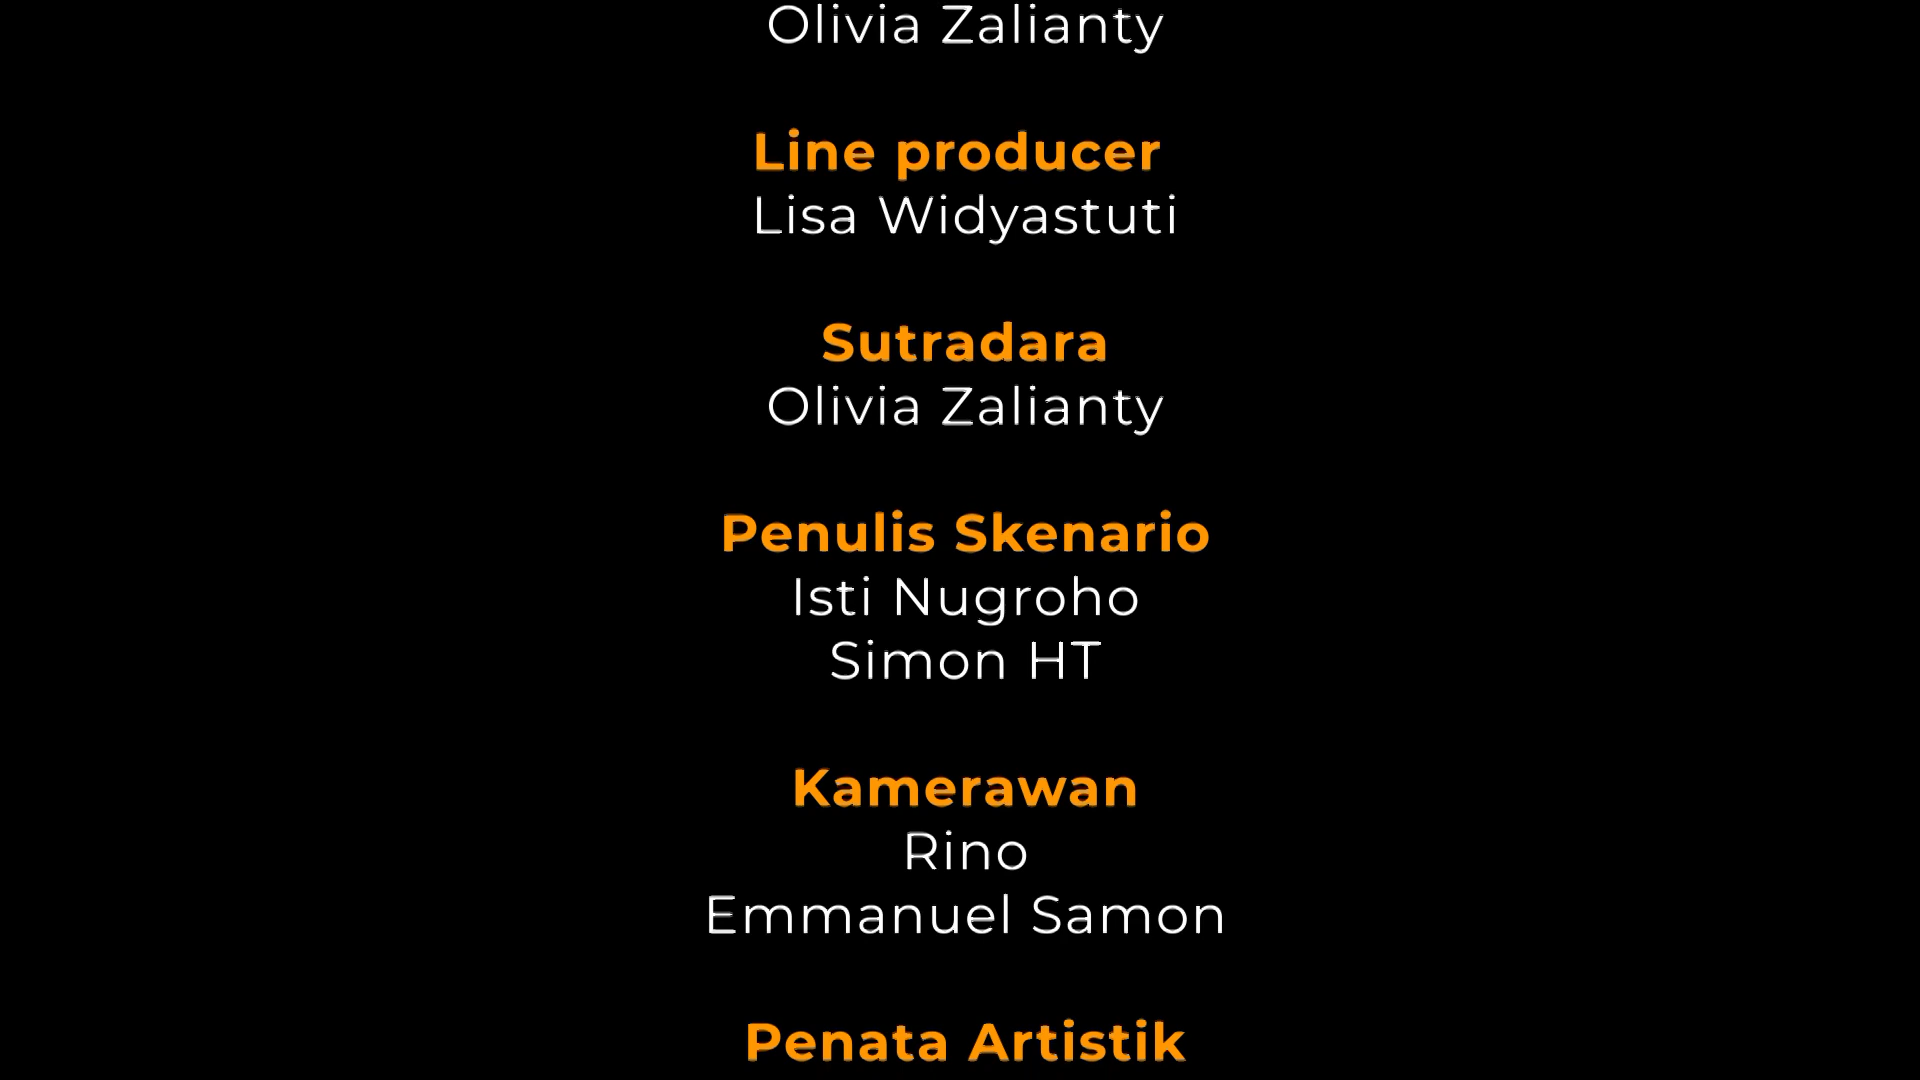 Olivia Zalianty
Line producer
Lisa Widyastuti
Sutradara
Olivia Zalianty
Penulis Skenario
Isti Nugroho
Simon HT
Kamerawan
Rino
Emmanuel Samon
Penata Artistik